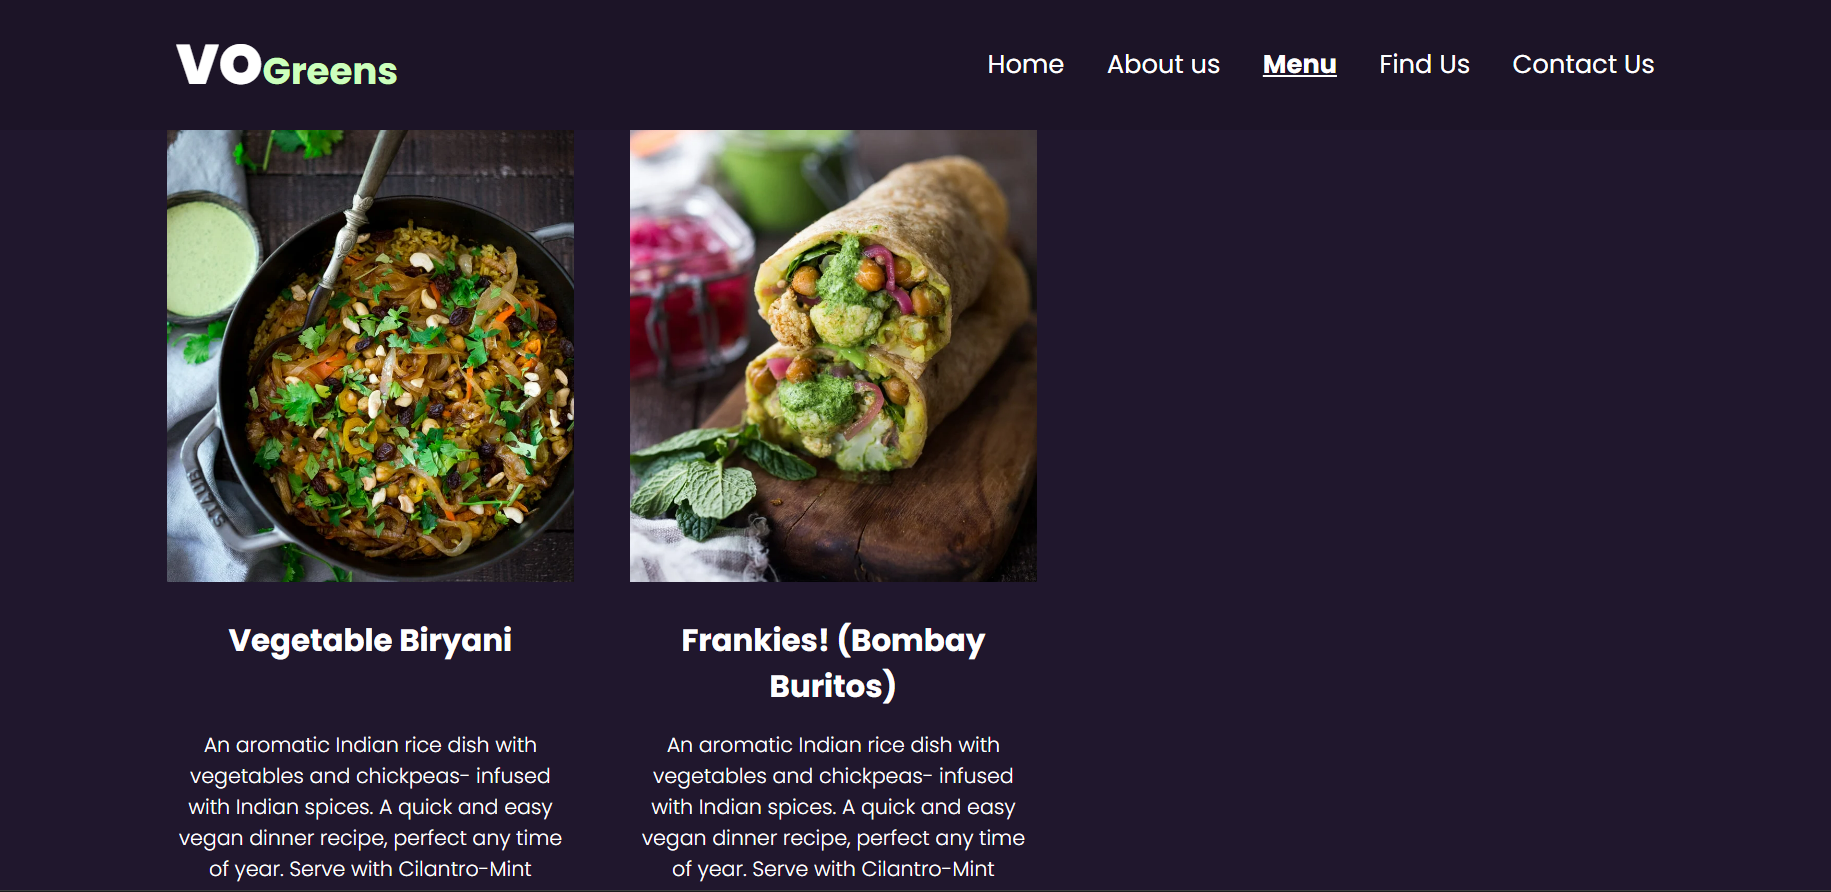 VOGreens
Home About us Menu Find Us Contact Us
STAUB
Vegetable Biryani
Frankies! (Bombay
Buritos)
An aromatic Indian rice dish with
vegetables and chickpeas- infused
with Indian spices. A quick and easy
vegan dinner recipe, perfect any time
of year. Serve with Cilantro-Mint
An aromatic Indian rice dish with
vegetables and chickpeas- infused
with Indian spices. A quick and easy
vegan dinner recipe, perfect any time
of year. Serve with Cilantro-Mint